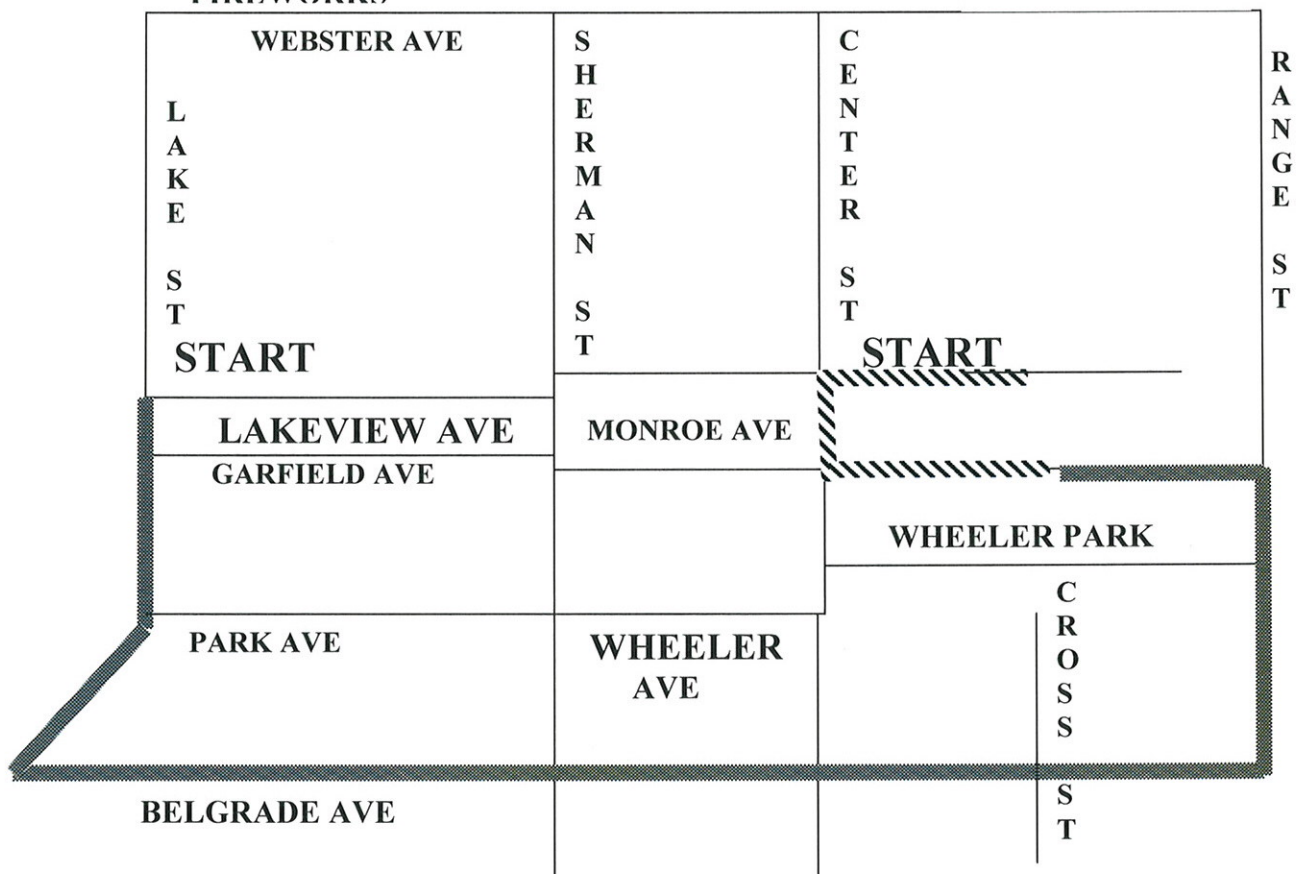 WEBSTER AVE
LAKE ST
SHERMAN ST
CENTER ST
RANGE ST
START
START
LAKEVIEW AVE
MONROE AVE
GARFIELD AVE
WHEELER PARK
PARK AVE
WHEELER
AVE
CROSS ST
BELGRADE AVE